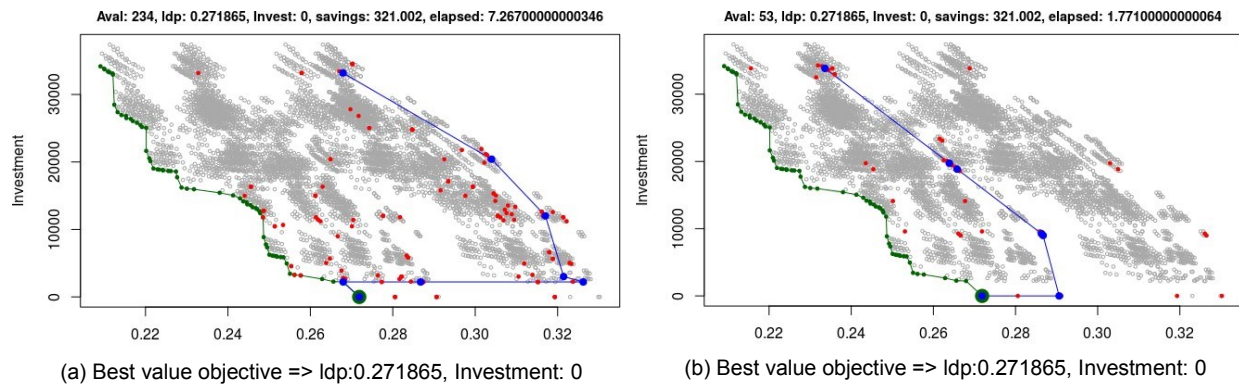 Aval: 234, ldp: 0.271865, Invest: 0, savings: 321.002, elapsed: 7.26700000000346
Investment
30000
20000
10000
0
0.22 0.24 0.26 0.28 0.30 0.32
(a) Best value objective => ldp:0.271865, Investment: 0
Aval: 53, ldp: 0.271865, Invest: 0, savings: 321.002, elapsed: 1.77100000000064
Investment
30000
20000
10000
0
0.22 0.24 0.26 0.28 0.30 0.32
(b) Best value objective => ldp:0.271865, Investment: 0